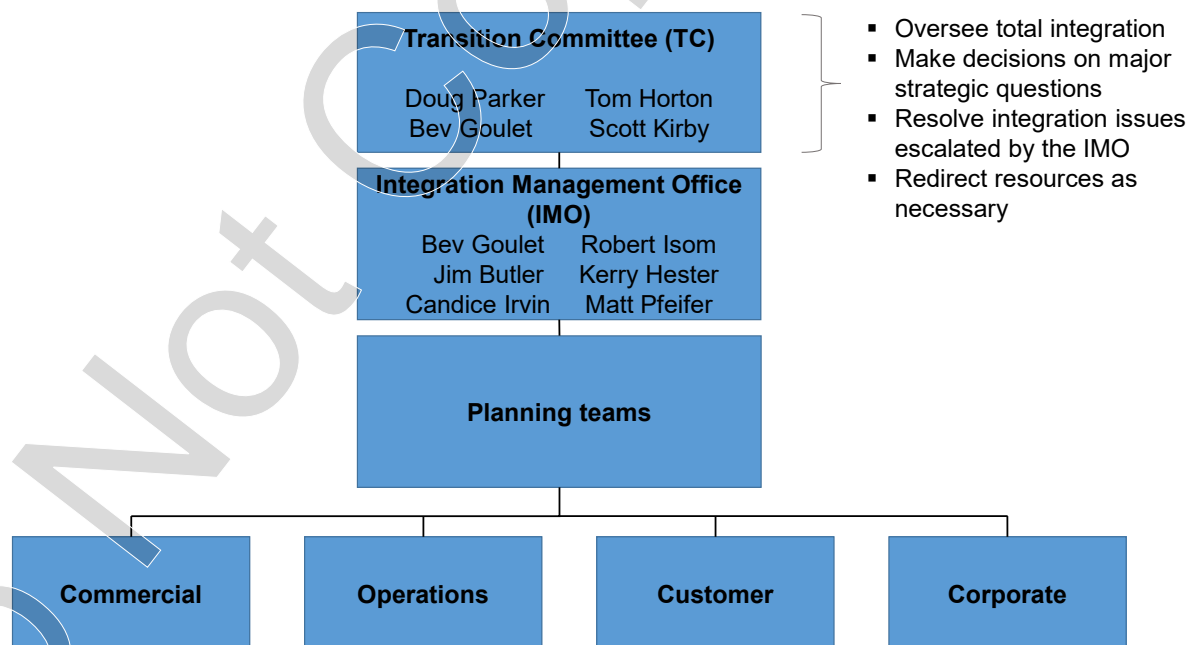 Transition Committee (TC)
Doug Parker Tom Horton
Bev Goulet Scott Kirby
▪ Oversee total integration
▪ Make decisions on major
strategic questions
▪ Resolve integration issues
escalated by the IMO
▪ Redirect resources as
necessary
Integration Management Office
(IMO)
Bev Goulet Robert Isom
Jim Butler Kerry Hester
Candice Irvin Matt Pfeifer
Planning teams
Commercial Operations Customer Corporate
Not